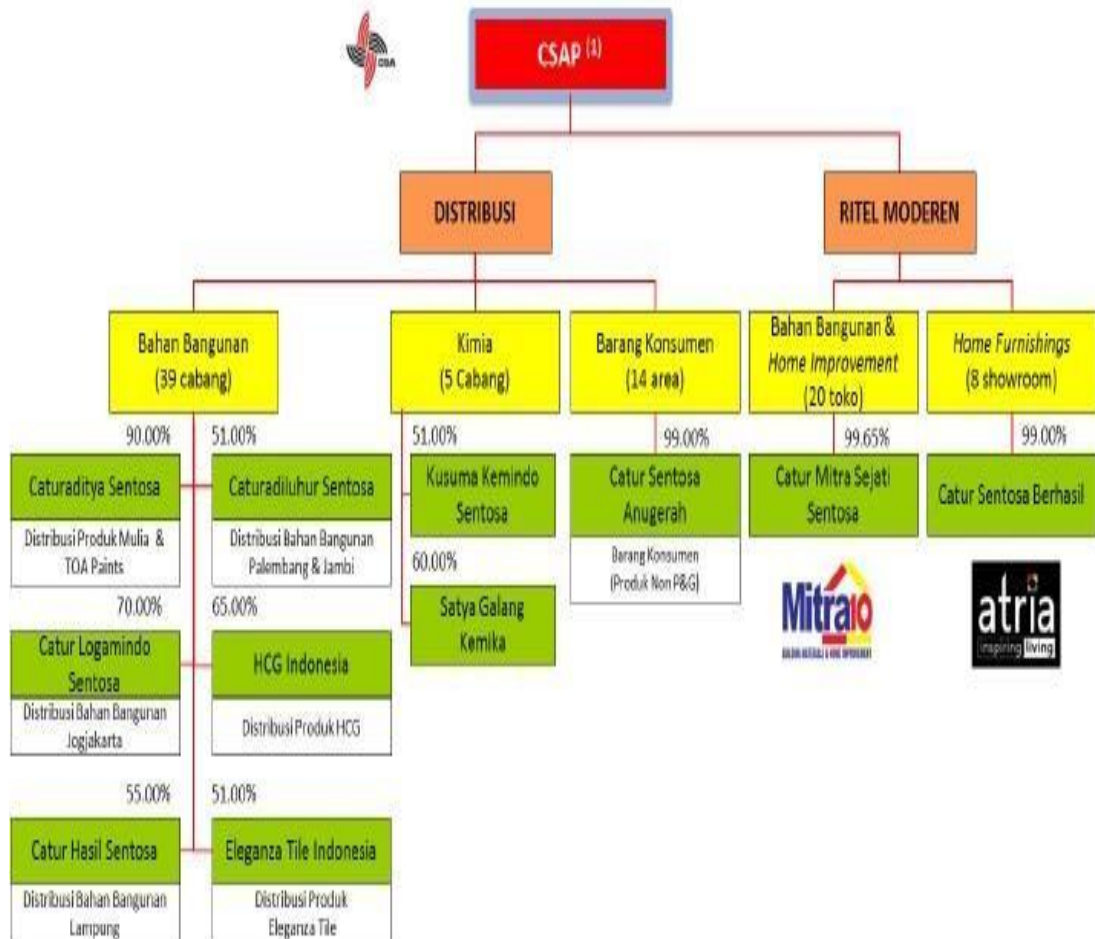 CSA
CSAP (1)
DISTRIBUSI
RITEL MODEREN
Bahan Bangunan
(39 cabang)
Kimia
(5 Cabang)
Barang Konsumen
(14 area)
Bahan Bangunan &
Home Improvement
(20 toko)
Home Furnishings
(8 showroom)
90.00%
Caturaditya Sentosa
Distribusi Produk Mulia &
TOA Paints
51.00%
Caturadiluhur Sentosa
Distribusi Bahan Bangunan
Palembang & Jambi
70.00%
Catur Logamindo
Sentosa
Distribusi Bahan Bangunan
Jogjakarta
65.00%
HCG Indonesia
Distribusi Produk HCG
55.00%
Catur Hasil Sentosa
Distribusi Bahan Bangunan
Lampung
51.00%
Eleganza Tile Indonesia
Distribusi Produk
Eleganza Tile
51.00%
Kusuma Kemindo
Sentosa
60.00%
Satya Galang
Kemika
99.00%
Catur Sentosa
Anugerah
Barang Konsumen
(Produk Non P&G)
99.65%
Catur Mitra Sejati
Sentosa
Mitra10
BUILDING MATERIALS & HOME IMPROVEMENT
99.00%
Catur Sentosa Berhasil
atria
inspiring living